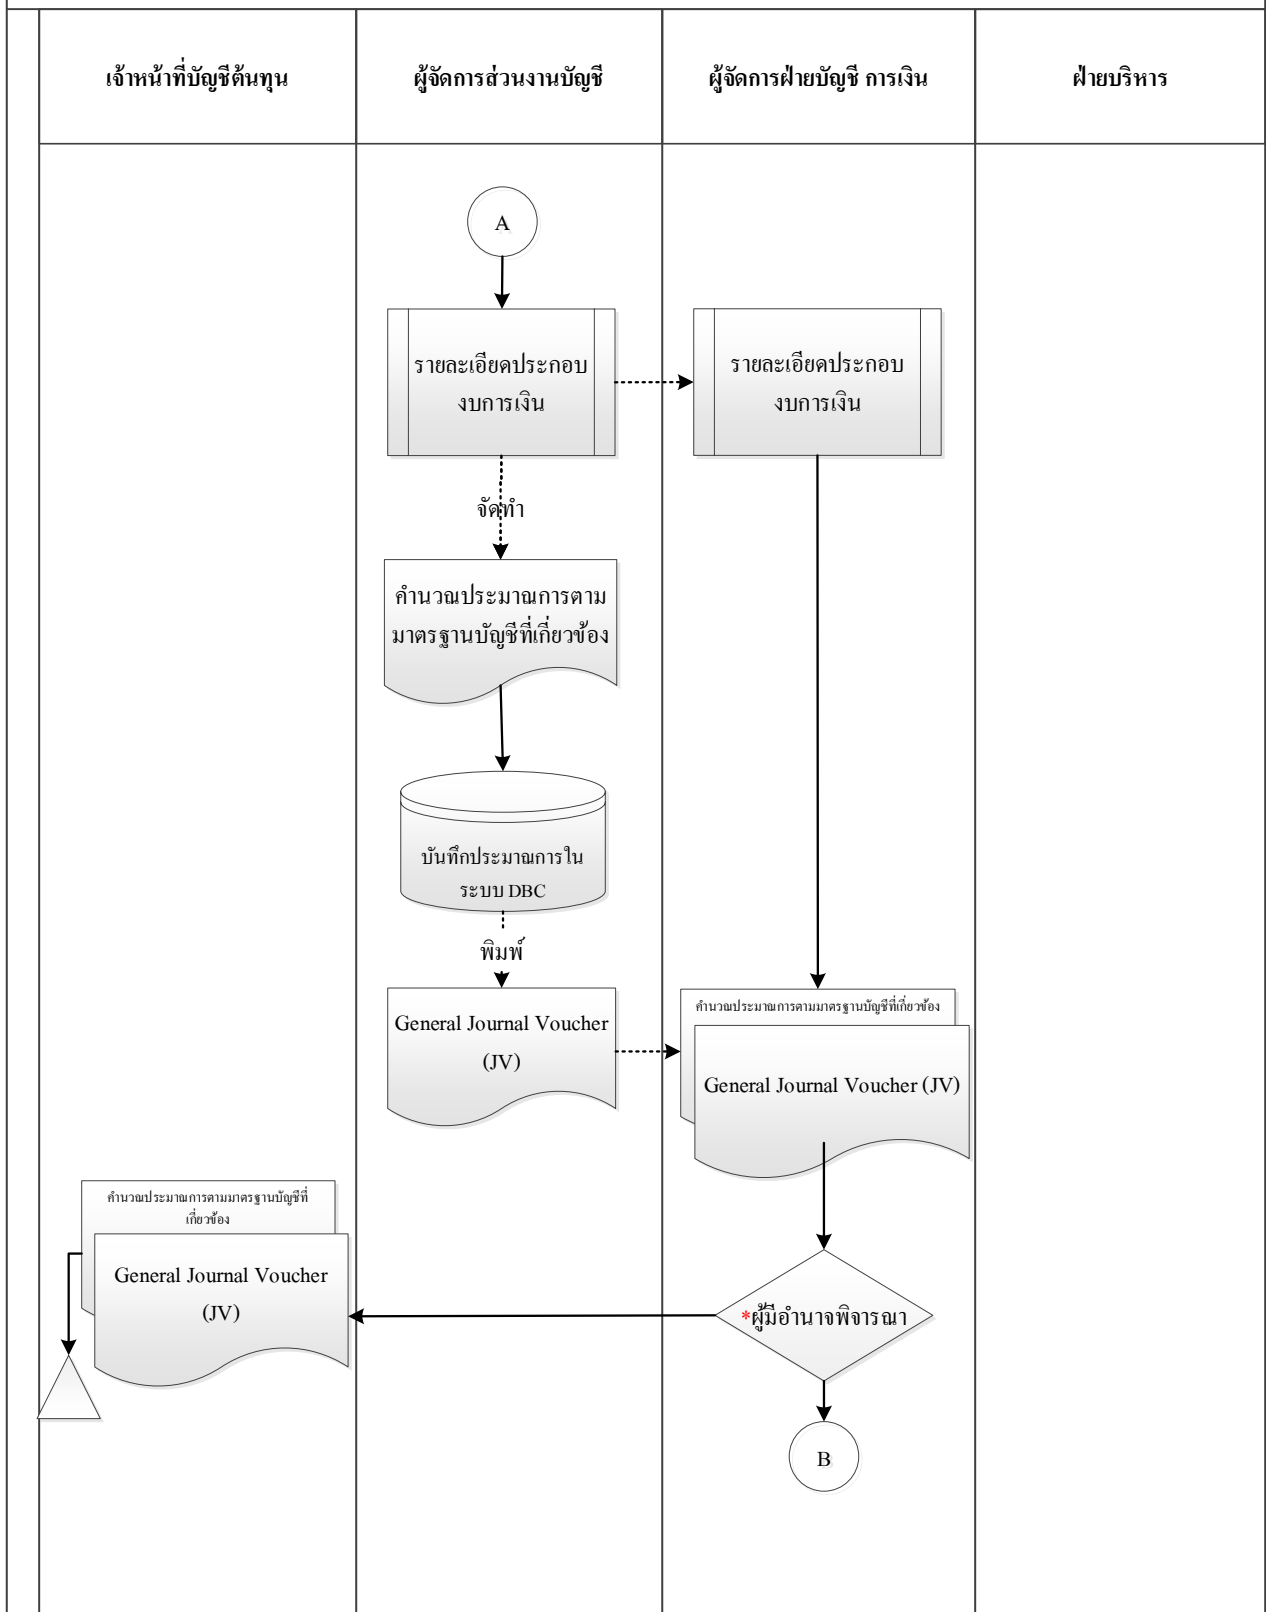 เจ้าหน้าที่บัญชีต้นทุน
ผู้จัดการส่วนงานบัญชี
ผู้จัดการฝ่ายบัญชี การเงิน
ฝ่ายบริหาร
A
รายละเอียดประกอบ
งบการเงิน
รายละเอียดประกอบ
งบการเงิน
จัดทำ
คำนวณประมาณการตาม
มาตรฐานบัญชีที่เกี่ยวข้อง
บันทึกประมาณการใน
ระบบ DBC
พิมพ์
General Journal Voucher
(JV)
คำนวณประมาณการตามมาตรฐานบัญชีที่เกี่ยวข้อง
General Journal Voucher (JV)
คำนวณประมาณการตามมาตรฐานบัญชีที่
เกี่ยวข้อง
General Journal Voucher
(JV)
*ผู้มีอำนาจพิจารณา
B